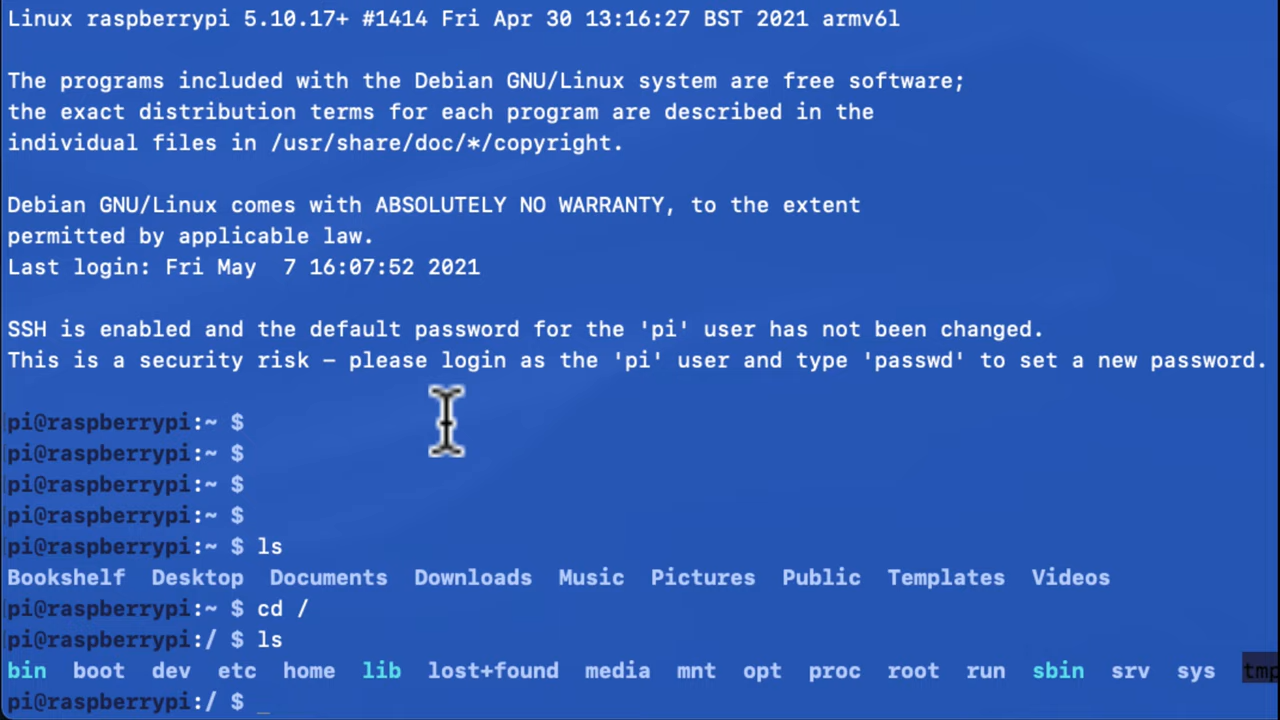 Linux raspberrypi 5.10.17+ #1414 Fri Apr 30 13:16:27 BST 2021 armv6l
The programs included with the Debian GNU/Linux system are free software;
the exact distribution terms for each program are described in the
individual files in /usr/share/doc/*/copyright.
Debian GNU/Linux comes with ABSOLUTELY NO WARRANTY, to the extent
permitted by applicable law.
Last login: Fri May  7 16:07:52 2021
SSH is enabled and the default password for the 'pi' user has not been changed.
This is a security risk – please login as the 'pi' user and type 'passwd' to set a new password.
pi@raspberrypi:~ $
pi@raspberrypi:~ $
pi@raspberrypi:~ $
pi@raspberrypi:~ $
pi@raspberrypi:~ $ ls
Bookshelf  Desktop  Documents  Downloads  Music  Pictures  Public  Templates  Videos
pi@raspberrypi:~ $ cd /
pi@raspberrypi:/ $ ls
bin  boot  dev  etc  home  lib  lost+found  media  mnt  opt  proc  root  run  sbin  srv  sys  tmp
pi@raspberrypi:/ $ _